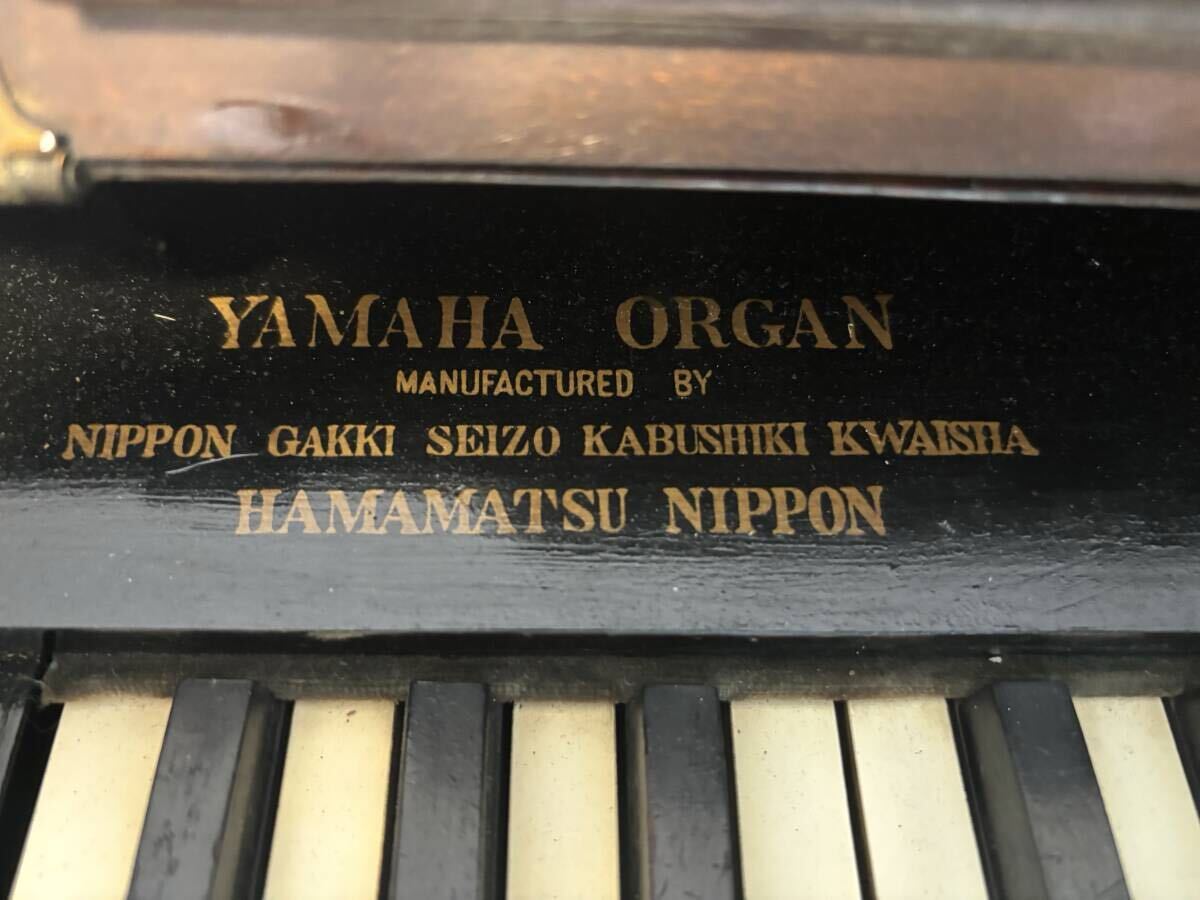 YAMAHA ORGAN
MANUFACTURED BY
NIPPON GAKKI SEIZO KABUSHIKI KWAISHA
HAMAMATSU NIPPON